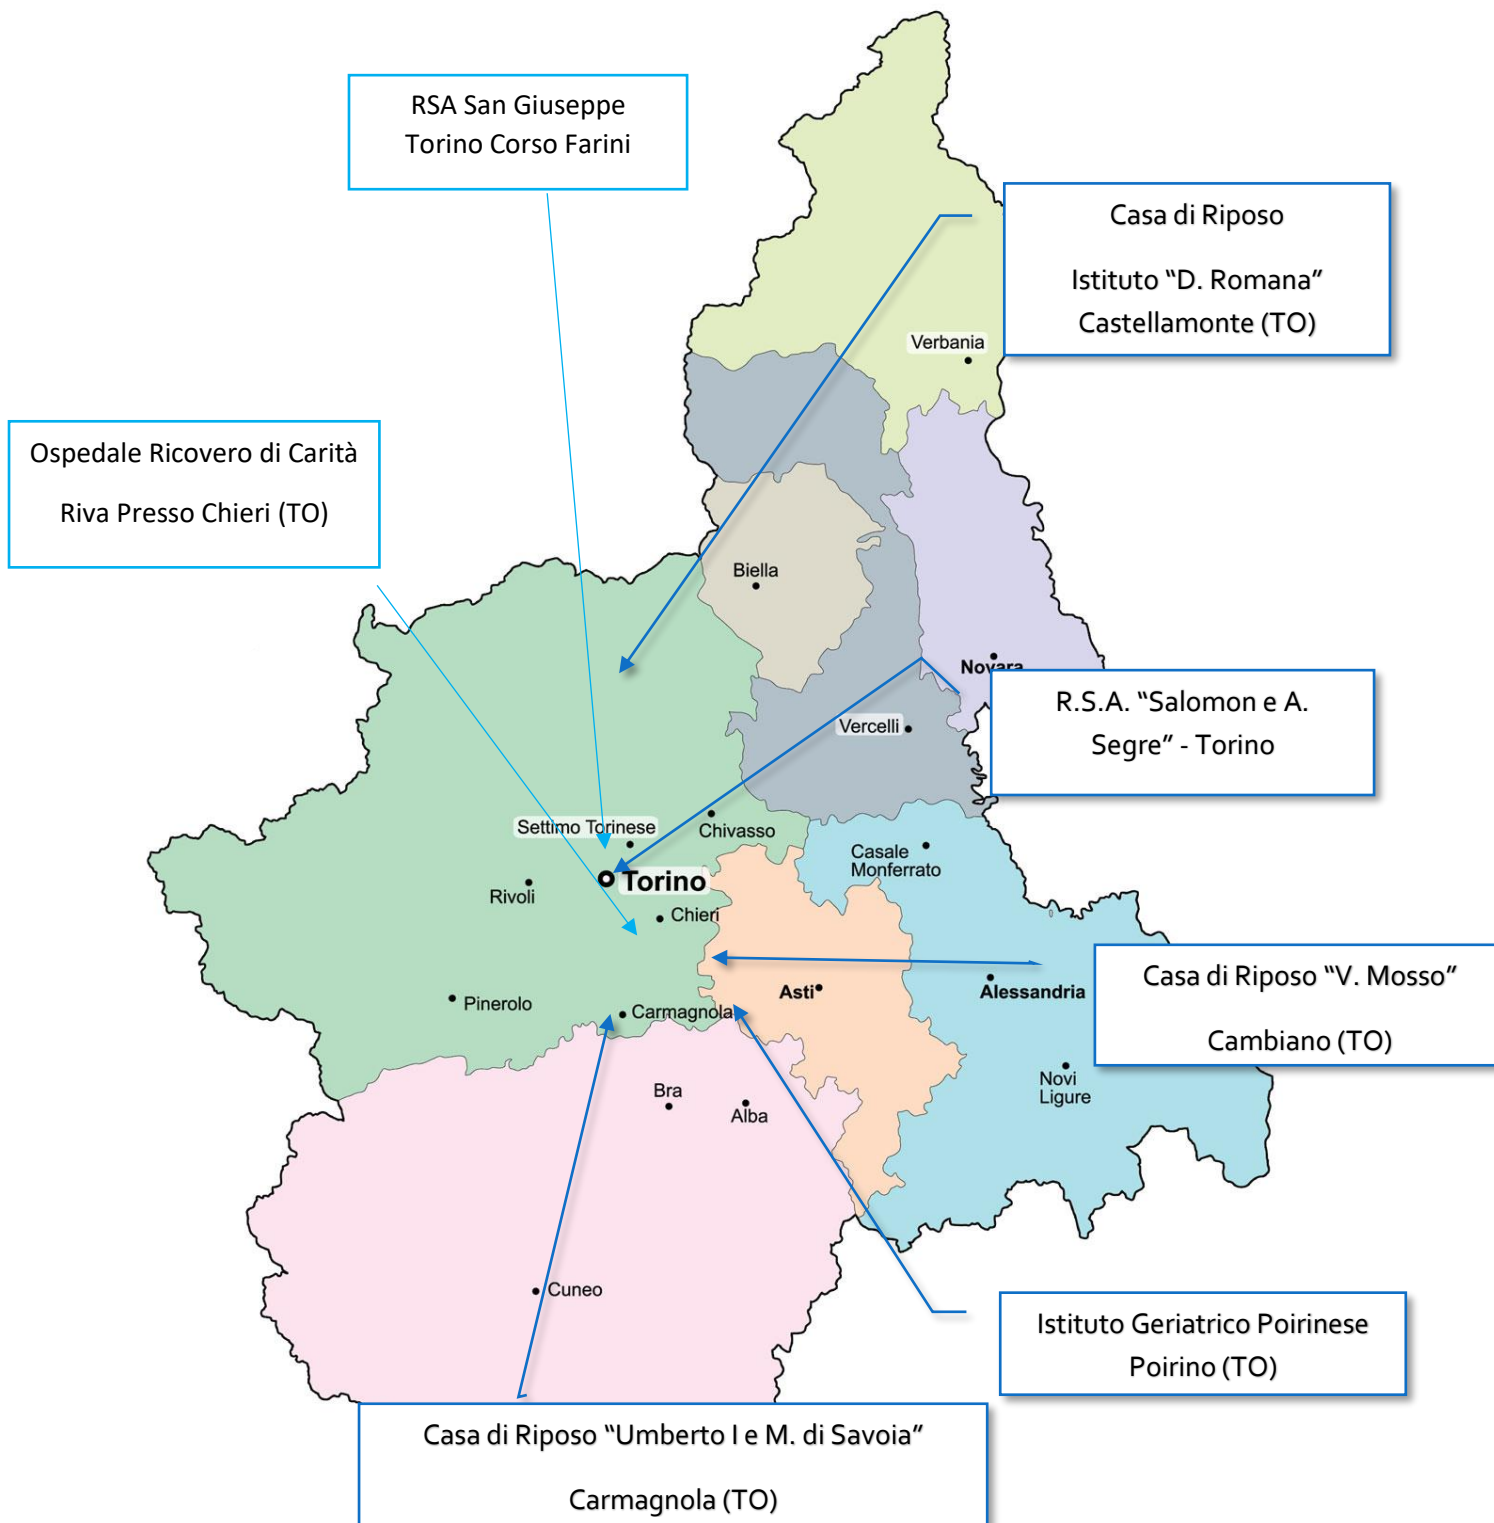 RSA San Giuseppe
Torino Corso Farini
Casa di Riposo
Istituto “D. Romana”
Castellamonte (TO)
Verbania
Ospedale Ricovero di Carità
Riva Presso Chieri (TO)
Biella
Novara
R.S.A. “Salomon e A.
Segre” - Torino
Vercelli
Settimo Torinese
Chivasso
Casale
Monferrato
Torino
Rivoli
Chieri
Casa di Riposo “V. Mosso”
Cambiano (TO)
Asti
Alessandria
Pinerolo
Carmagnola
Novi
Ligure
Bra
Alba
Cuneo
Istituto Geriatrico Poirinese
Poirino (TO)
Casa di Riposo “Umberto I e M. di Savoia”
Carmagnola (TO)